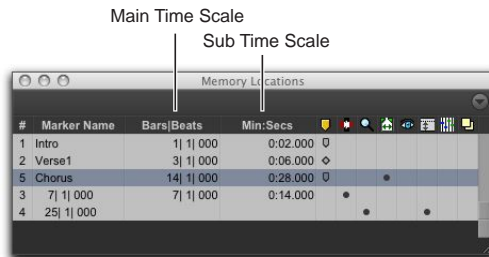 Main Time Scale
Sub Time Scale
Memory Locations
# Marker Name Bars|Beats Min:Secs
1 Intro 1| 1| 000 0:02.000
2 Verse1 3| 1| 000 0:06.000
5 Chorus 14| 1| 000 0:28.000
3 7| 1| 000 7| 1| 000 0:14.000
4 25| 1| 000